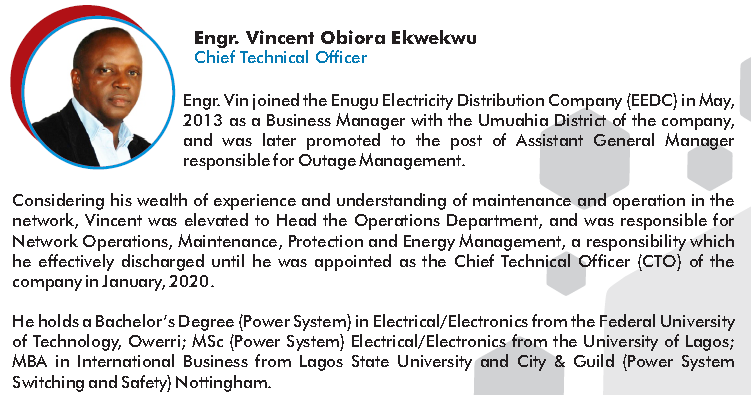 Engr. Vincent Obiora Ekwekwu
Chief Technical Officer
Engr. Vin joined the Enugu Electricity Distribution Company (EEDC) in May,
2013 as a Business Manager with the Umuahia District of the company,
and was later promoted to the post of Assistant General Manager
responsible for Outage Management.
Considering his wealth of experience and understanding of maintenance and operation in the
network, Vincent was elevated to Head the Operations Department, and was responsible for
Network Operations, Maintenance, Protection and Energy Management, a responsibility which
he effectively discharged until he was appointed as the Chief Technical Officer (CTO) of the
company in January, 2020.
He holds a Bachelor's Degree (Power System) in Electrical/Electronics from the Federal University
of Technology, Owerri; MSc (Power System) Electrical/Electronics from the University of Lagos;
MBA in International Business from Lagos State University and City & Guild (Power System
Switching and Safety) Nottingham.